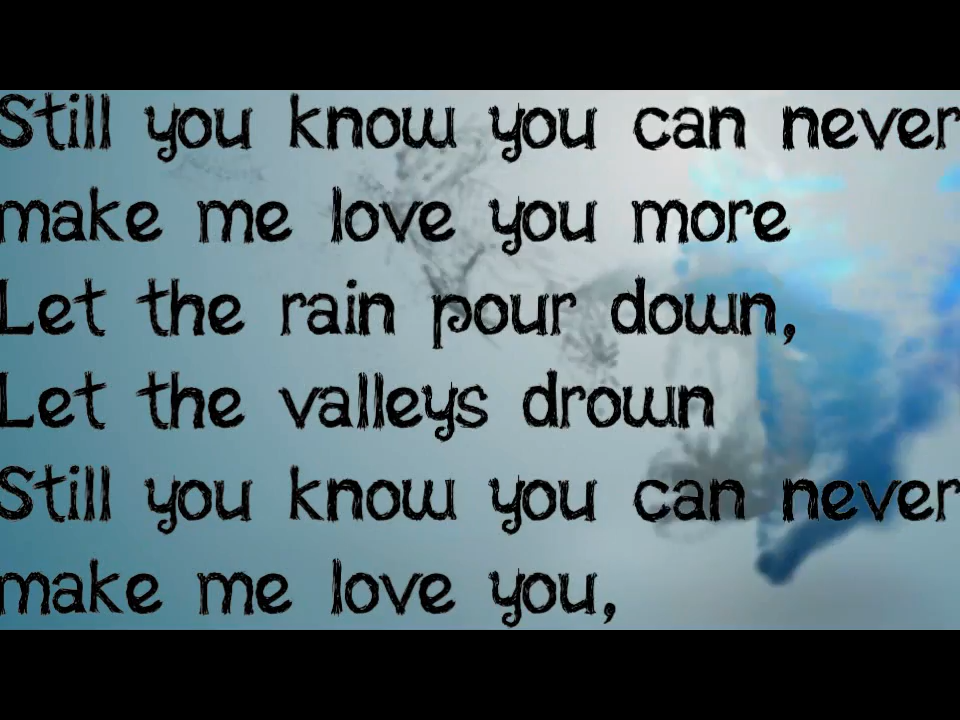 Still you know you can never
make me love you more
Let the rain pour down,
Let the valleys drown
Still you know you can never
make me love you,